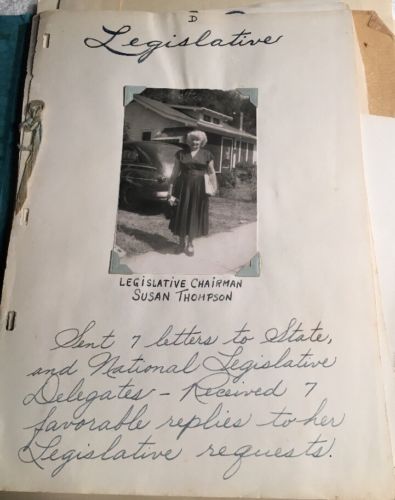 D
Legislative
LEGISLATIVE CHAIRMAN
SUSAN THOMPSON
Sent 7 letters to State,
and National Legislative
Delegates - Received 7
favorable replies to her
Legislative requests.